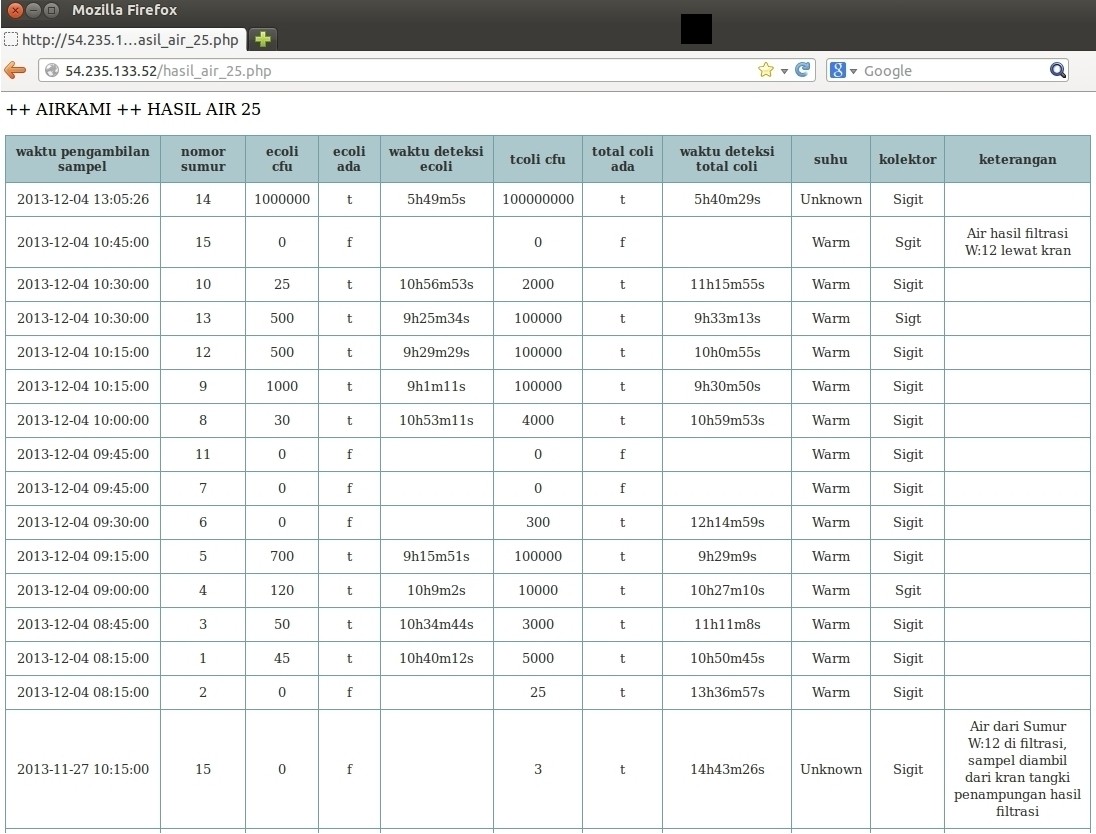 Mozilla Firefox
http://54.235.1...asil_air_25.php
54.235.133.52/hasil_air_25.php
Google
++ AIRKAMI ++ HASIL AIR 25
waktu pengambilan sampel nomor sumur ecoli cfu ecoli ada waktu deteksi ecoli tcoli cfu total coli ada waktu deteksi total coli suhu kolektor keterangan
2013-12-04 13:05:26 14 1000000 t 5h49m5s 100000000 t 5h40m29s Unknown Sigit
2013-12-04 10:45:00 15 0 f 0 f Warm Sgit Air hasil filtrasi W:12 lewat kran
2013-12-04 10:30:00 10 25 t 10h56m53s 2000 t 11h15m55s Warm Sigit
2013-12-04 10:30:00 13 500 t 9h25m34s 100000 t 9h33m13s Warm Sigt
2013-12-04 10:15:00 12 500 t 9h29m29s 100000 t 10h0m55s Warm Sigit
2013-12-04 10:15:00 9 1000 t 9h1m11s 100000 t 9h30m50s Warm Sigit
2013-12-04 10:00:00 8 30 t 10h53m11s 4000 t 10h59m53s Warm Sigit
2013-12-04 09:45:00 11 0 f 0 f Warm Sigit
2013-12-04 09:45:00 7 0 f 0 f Warm Sigit
2013-12-04 09:30:00 6 0 f 300 t 12h14m59s Warm Sigit
2013-12-04 09:15:00 5 700 t 9h15m51s 100000 t 9h29m9s Warm Sigit
2013-12-04 09:00:00 4 120 t 10h9m2s 10000 t 10h27m10s Warm Sgit
2013-12-04 08:45:00 3 50 t 10h34m44s 3000 t 11h11m8s Warm Sigit
2013-12-04 08:15:00 1 45 t 10h40m12s 5000 t 10h50m45s Warm Sigit
2013-12-04 08:15:00 2 0 f 25 t 13h36m57s Warm Sigit
2013-11-27 10:15:00 15 0 f 3 t 14h43m26s Unknown Sigit Air dari Sumur W:12 di filtrasi, sampel diambil dari kran tangki penampungan hasil filtrasi